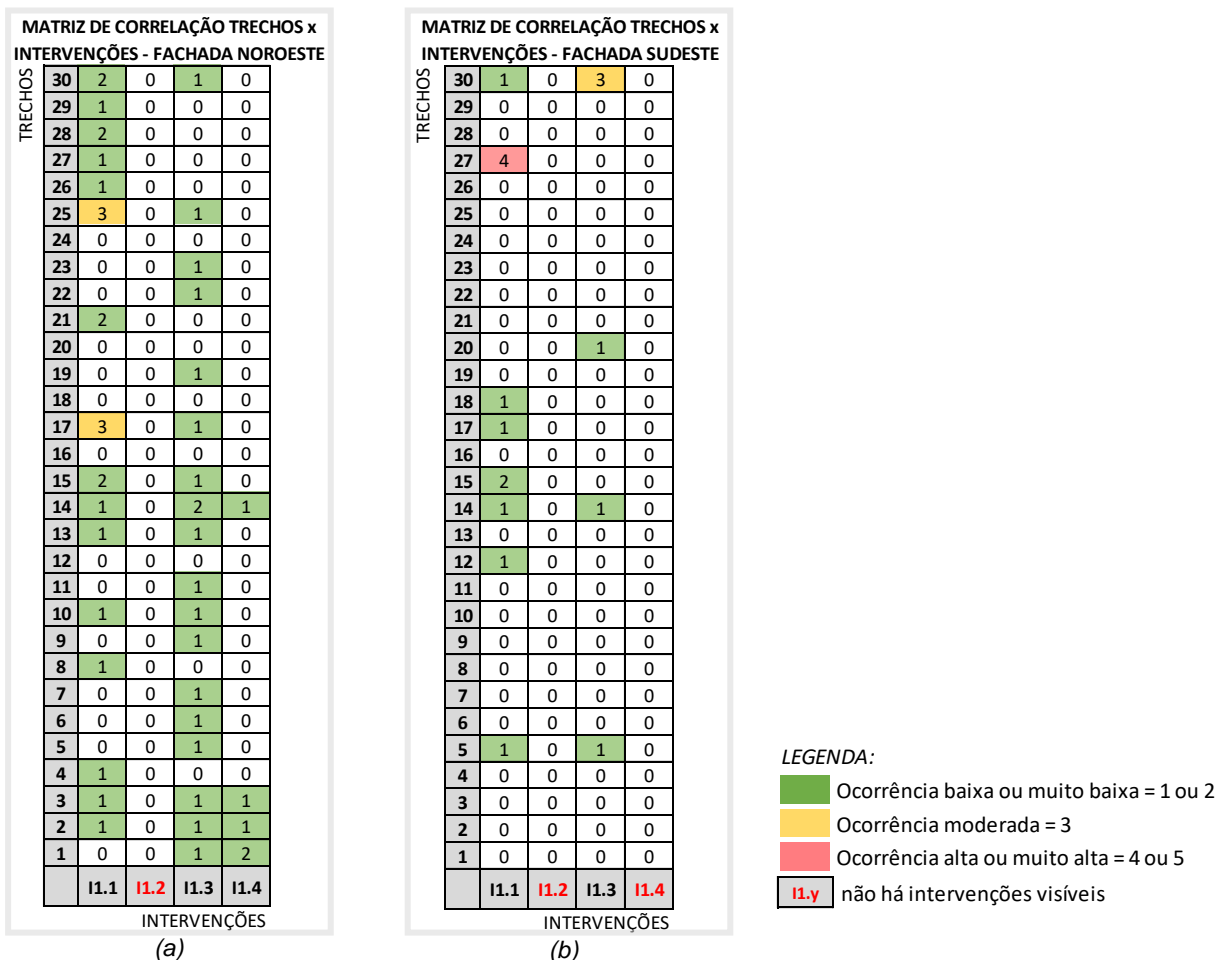 MATRIZ DE CORRELAÇÃO TRECHOS x
INTERVENÇÕES - FACHADA NOROESTE
TRECHOS
30 2 0 1 0
29 1 0 0 0
28 2 0 0 0
27 1 0 0 0
26 1 0 0 0
25 3 0 1 0
24 0 0 0 0
23 0 0 1 0
22 0 0 1 0
21 2 0 0 0
20 0 0 0 0
19 0 0 1 0
18 0 0 0 0
17 3 0 1 0
16 0 0 0 0
15 2 0 1 0
14 1 0 2 1
13 1 0 1 0
12 0 0 0 0
11 0 0 1 0
10 1 0 1 0
9 0 0 1 0
8 1 0 0 0
7 0 0 1 0
6 0 0 1 0
5 0 0 1 0
4 1 0 0 0
3 1 0 1 1
2 1 0 1 1
1 0 0 1 2
I1.1 I1.2 I1.3 I1.4
INTERVENÇÕES
(a)
MATRIZ DE CORRELAÇÃO TRECHOS x
INTERVENÇÕES - FACHADA SUDESTE
TRECHOS
30 1 0 3 0
29 0 0 0 0
28 0 0 0 0
27 4 0 0 0
26 0 0 0 0
25 0 0 0 0
24 0 0 0 0
23 0 0 0 0
22 0 0 0 0
21 0 0 0 0
20 0 0 1 0
19 0 0 0 0
18 1 0 0 0
17 1 0 0 0
16 0 0 0 0
15 2 0 0 0
14 1 0 1 0
13 0 0 0 0
12 1 0 0 0
11 0 0 0 0
10 0 0 0 0
9 0 0 0 0
8 0 0 0 0
7 0 0 0 0
6 0 0 0 0
5 1 0 1 0
4 0 0 0 0
3 0 0 0 0
2 0 0 0 0
1 0 0 0 0
I1.1 I1.2 I1.3 I1.4
INTERVENÇÕES
(b)
LEGENDA:
Ocorrência baixa ou muito baixa = 1 ou 2
Ocorrência moderada = 3
Ocorrência alta ou muito alta = 4 ou 5
I1.y não há intervenções visíveis